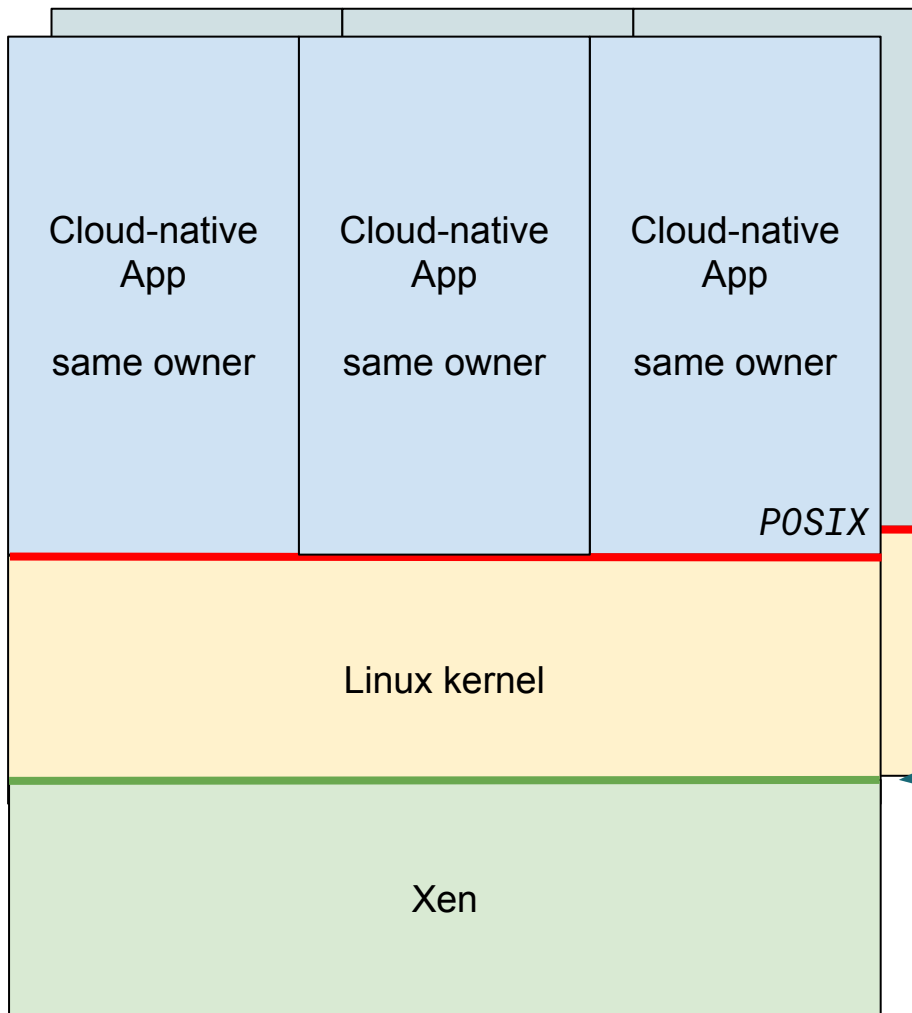 Cloud-native
App
same owner
Cloud-native
App
same owner
Cloud-native
App
same owner
POSIX
Linux kernel
Xen